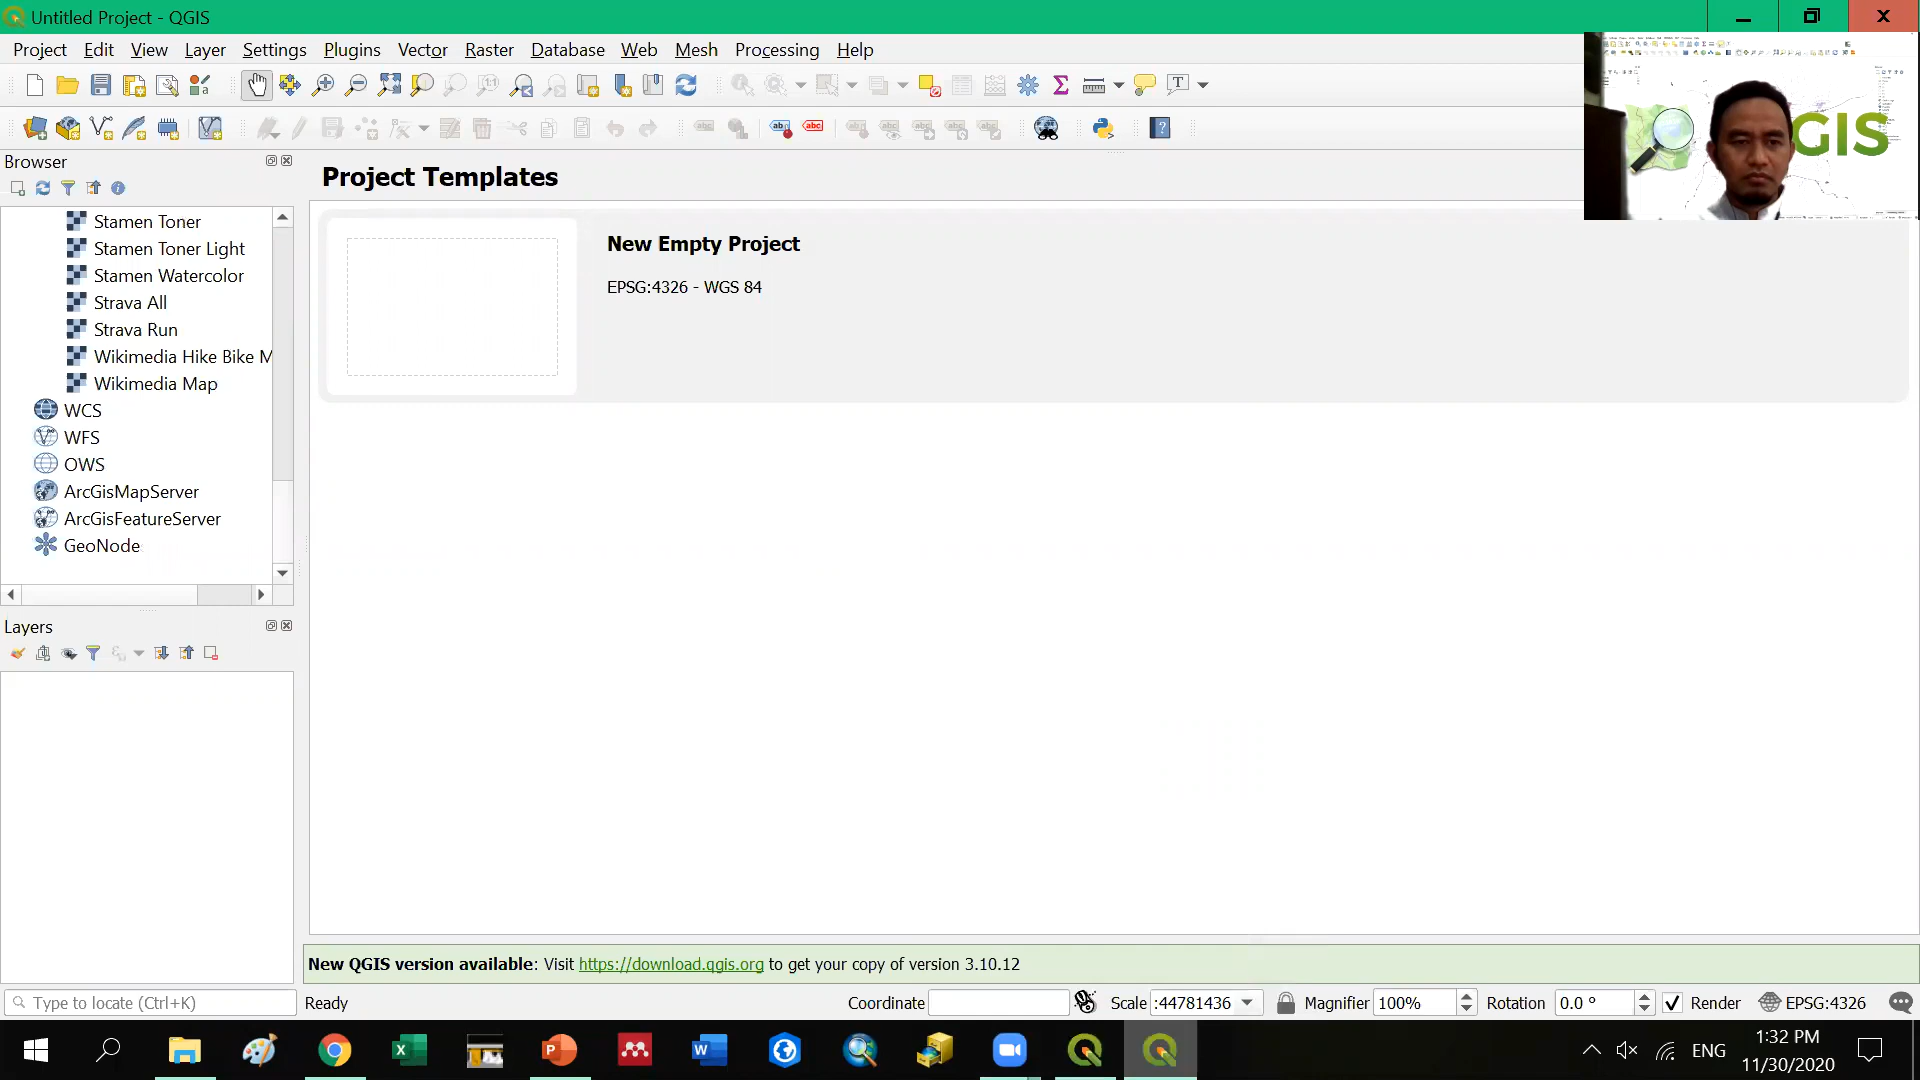 Untitled Project - QGIS
Project Edit View Layer Settings Plugins Vector Raster Database Web Mesh Processing Help
Browser
Stamen Toner
Stamen Toner Light
Stamen Watercolor
Strava All
Strava Run
Wikimedia Hike Bike M
Wikimedia Map
WCS
WFS
OWS
ArcGisMapServer
ArcGisFeatureServer
GeoNode
Layers
Project Templates
New Empty Project
EPSG:4326 - WGS 84
GIS
New QGIS version available: Visit https://download.qgis.org to get your copy of version 3.10.12
Type to locate (Ctrl+K) Ready Coordinate Scale :44781436 Magnifier 100% Rotation 0.0 ° Render EPSG:4326
ENG
1:32 PM
11/30/2020